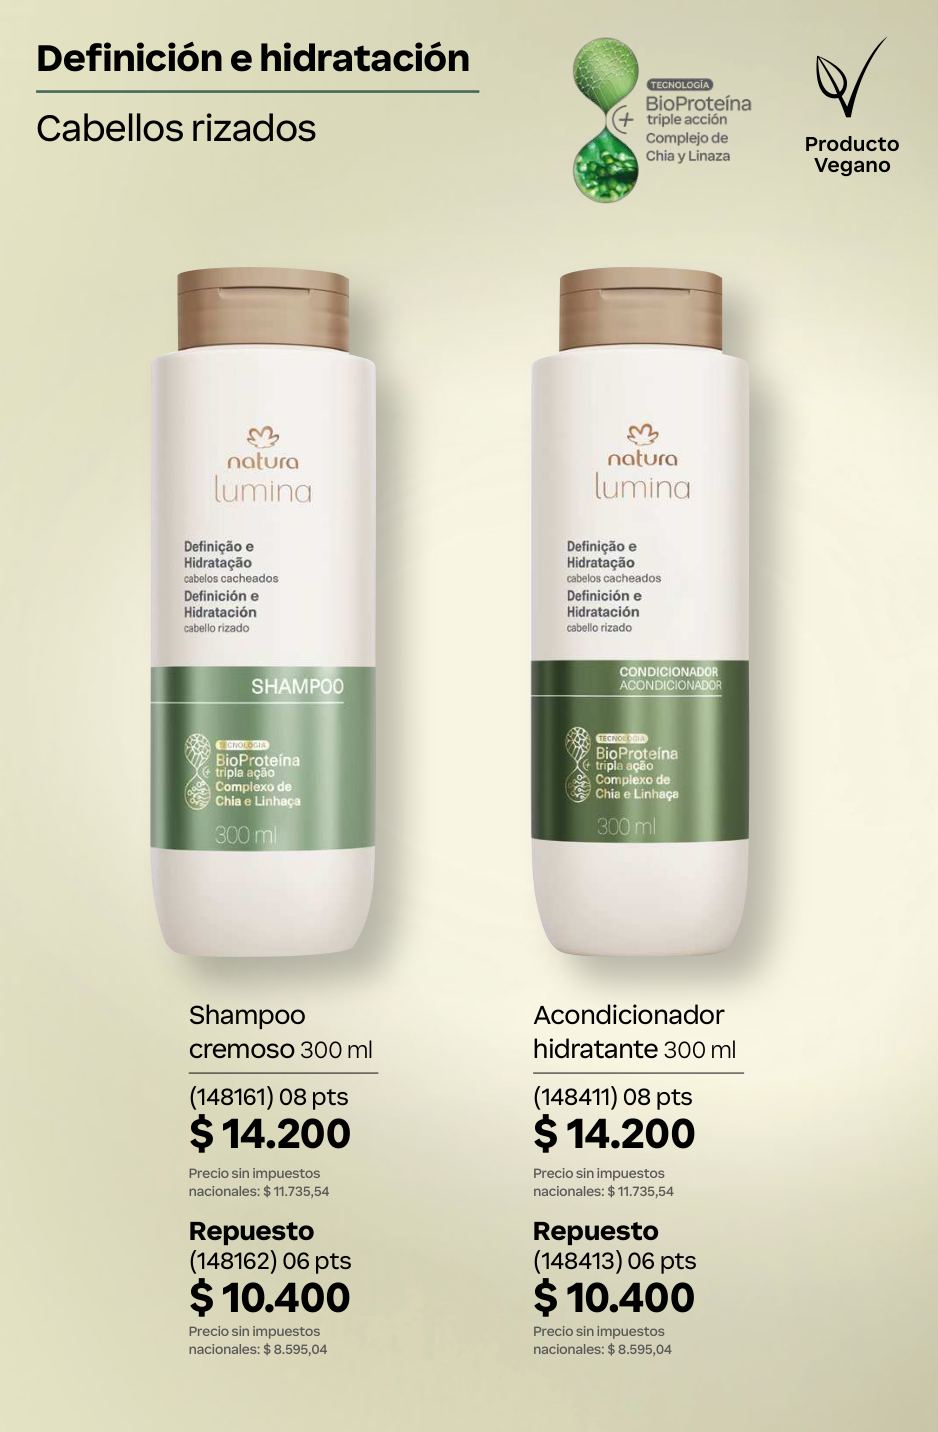 Definición e hidratación
Cabellos rizados
TECNOLOGÍA
BioProteína
triple acción
Complejo de
Chia y Linaza
Producto
Vegano
natura
lumina
Definição e
Hidratação
cabelos cacheados
Definición e
Hidratación
cabello rizado
SHAMPOO
TECNOLOGIA
BioProteína
tripla ação
Complexo de
Chia e Linhaça
300 ml
natura
lumina
Definição e
Hidratação
cabelos cacheados
Definición e
Hidratación
cabello rizado
CONDICIONADOR
ACONDICIONADOR
TECNOLOGIA
BioProteína
tripla ação
Complexo de
Chia e Linhaça
300 ml
Shampoo
cremoso 300 ml
(148161) 08 pts
$ 14.200
Precio sin impuestos
nacionales: $ 11.735,54
Repuesto
(148162) 06 pts
$ 10.400
Precio sin impuestos
nacionales: $ 8.595,04
Acondicionador
hidratante 300 ml
(148411) 08 pts
$ 14.200
Precio sin impuestos
nacionales: $ 11.735,54
Repuesto
(148413) 06 pts
$ 10.400
Precio sin impuestos
nacionales: $ 8.595,04